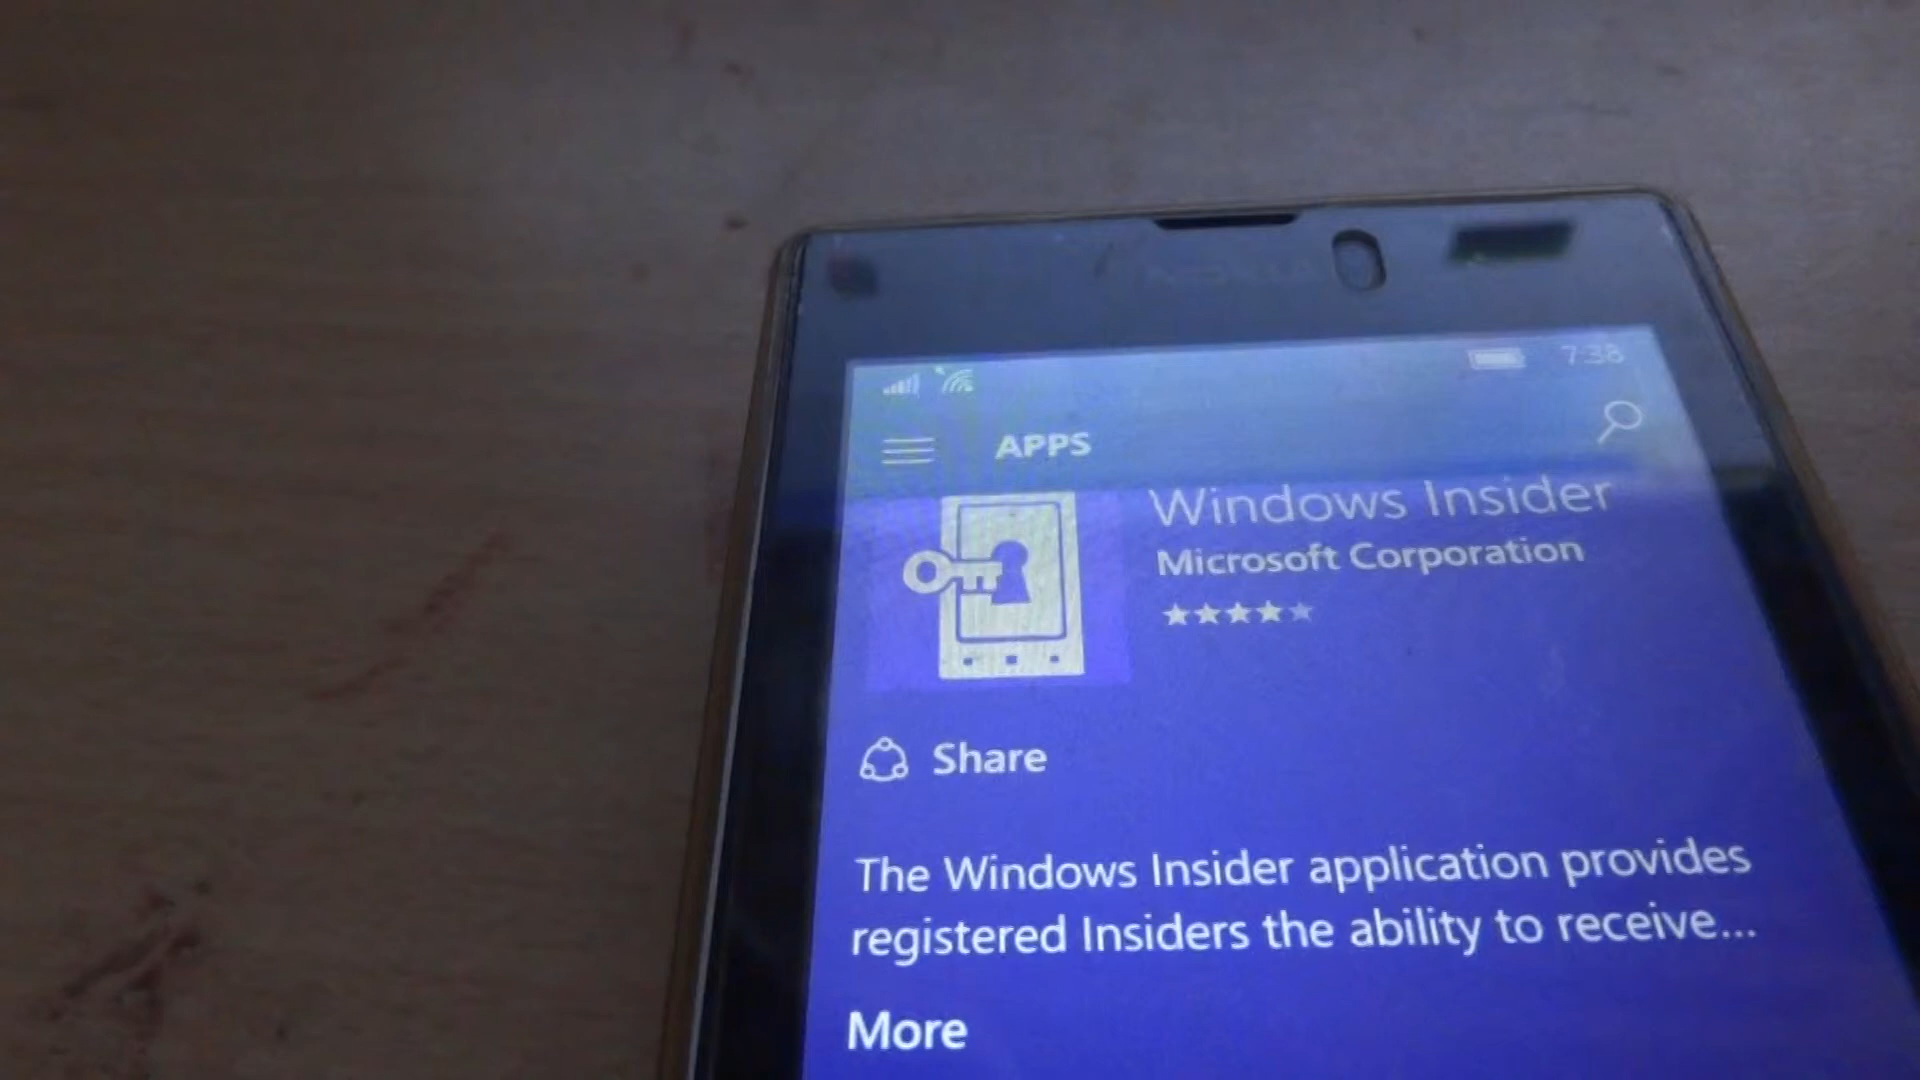 7:38
APPS
Windows Insider
Microsoft Corporation
Share
The Windows Insider application provides
registered Insiders the ability to receive...
More